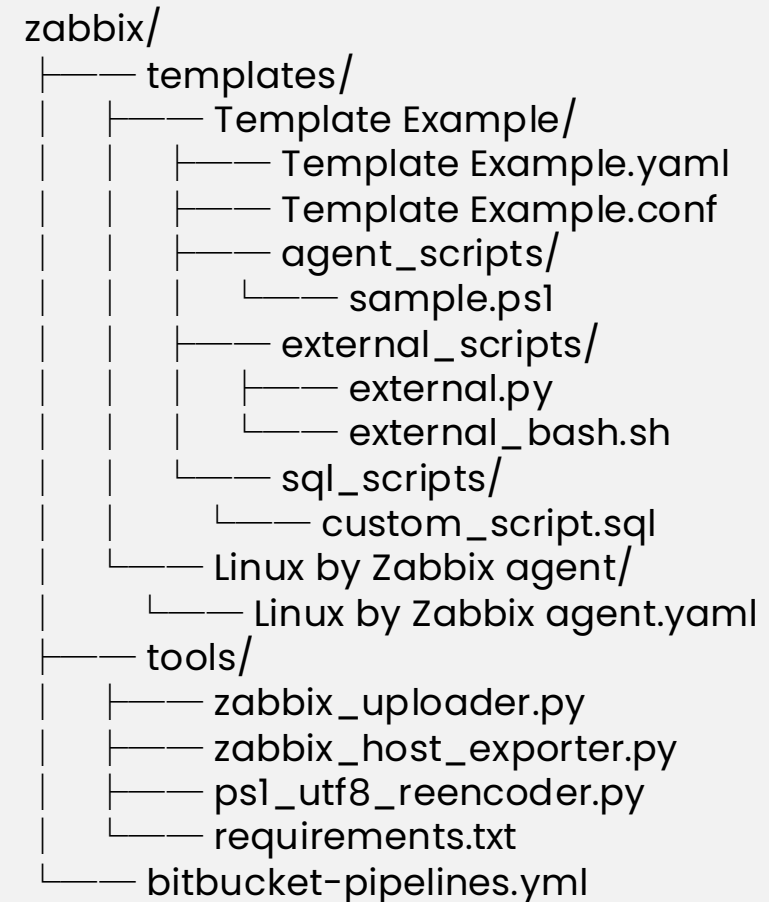 zabbix/
├── templates/
│   ├── Template Example/
│   │   ├── Template Example.yaml
│   │   ├── Template Example.conf
│   │   ├── agent_scripts/
│   │   │   └── sample.ps1
│   │   ├── external_scripts/
│   │   │   ├── external.py
│   │   │   └── external_bash.sh
│   │   └── sql_scripts/
│   │       └── custom_script.sql
│   └── Linux by Zabbix agent/
│       └── Linux by Zabbix agent.yaml
├── tools/
│   ├── zabbix_uploader.py
│   ├── zabbix_host_exporter.py
│   ├── ps1_utf8_reencoder.py
│   └── requirements.txt
└── bitbucket-pipelines.yml